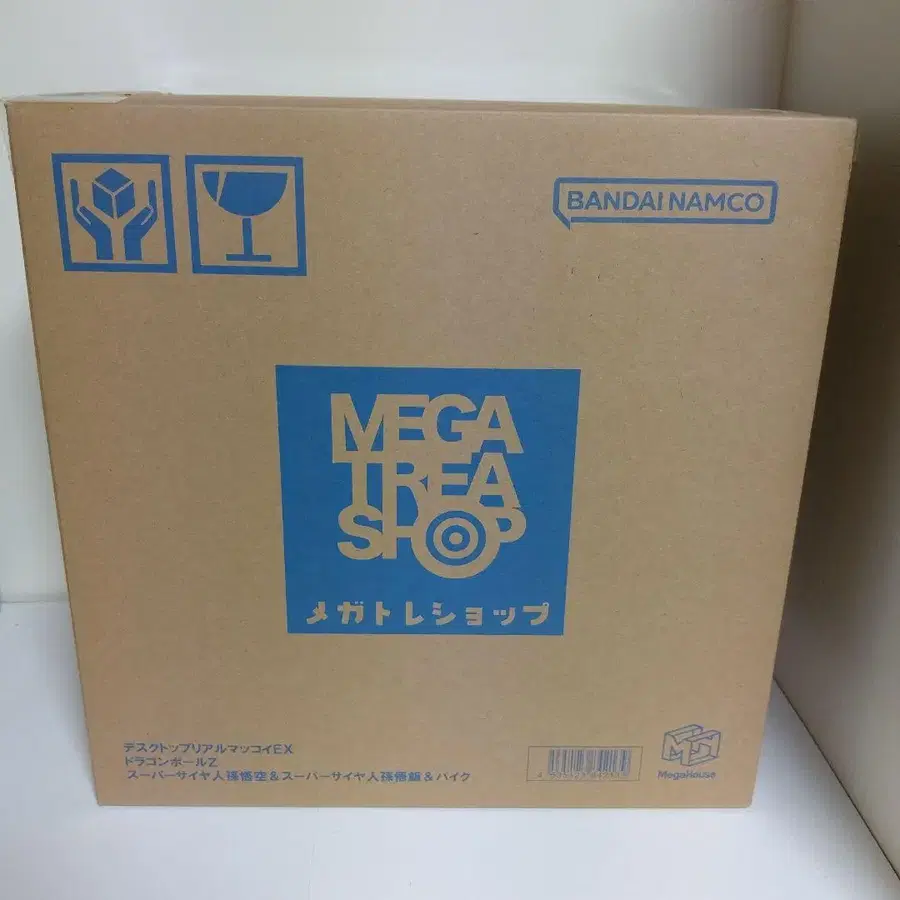 BANDAI NAMCO
MEGA
TREA
SHOP
メガトレショップ
デスクトップリアルマッコイEX
ドラゴンボールZ
スーパーサイヤ人孫悟空&スーパーサイヤ人孫悟飯&バイク
MegaHouse